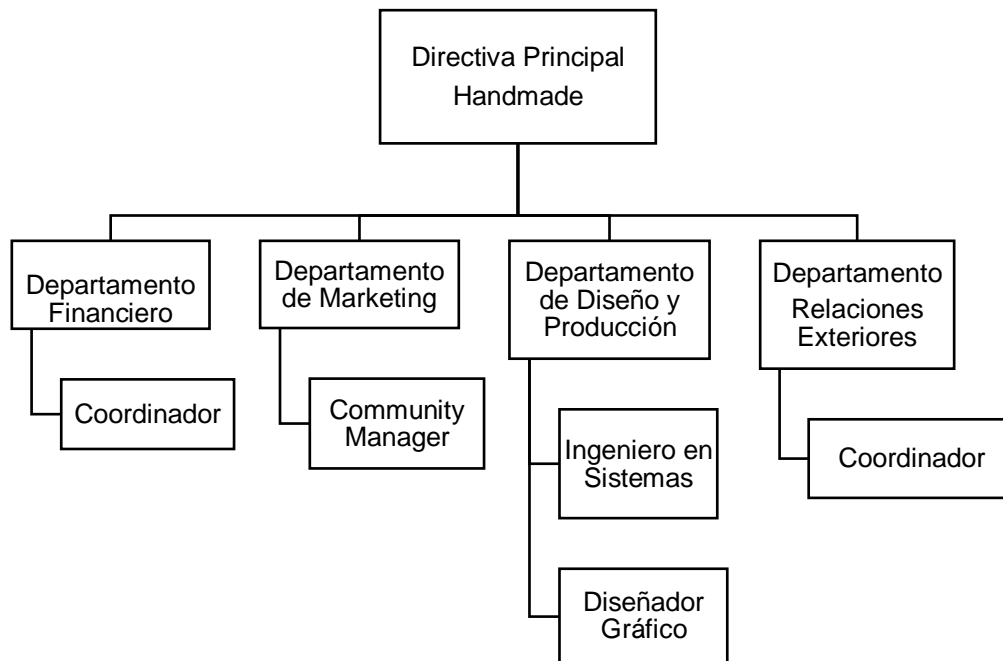 Directiva Principal
Handmade
Departamento
Financiero
Departamento
de Marketing
Departamento
de Diseño y
Producción
Departamento
Relaciones
Exteriores
Coordinador
Community
Manager
Ingeniero en
Sistemas
Diseñador
Gráfico
Coordinador